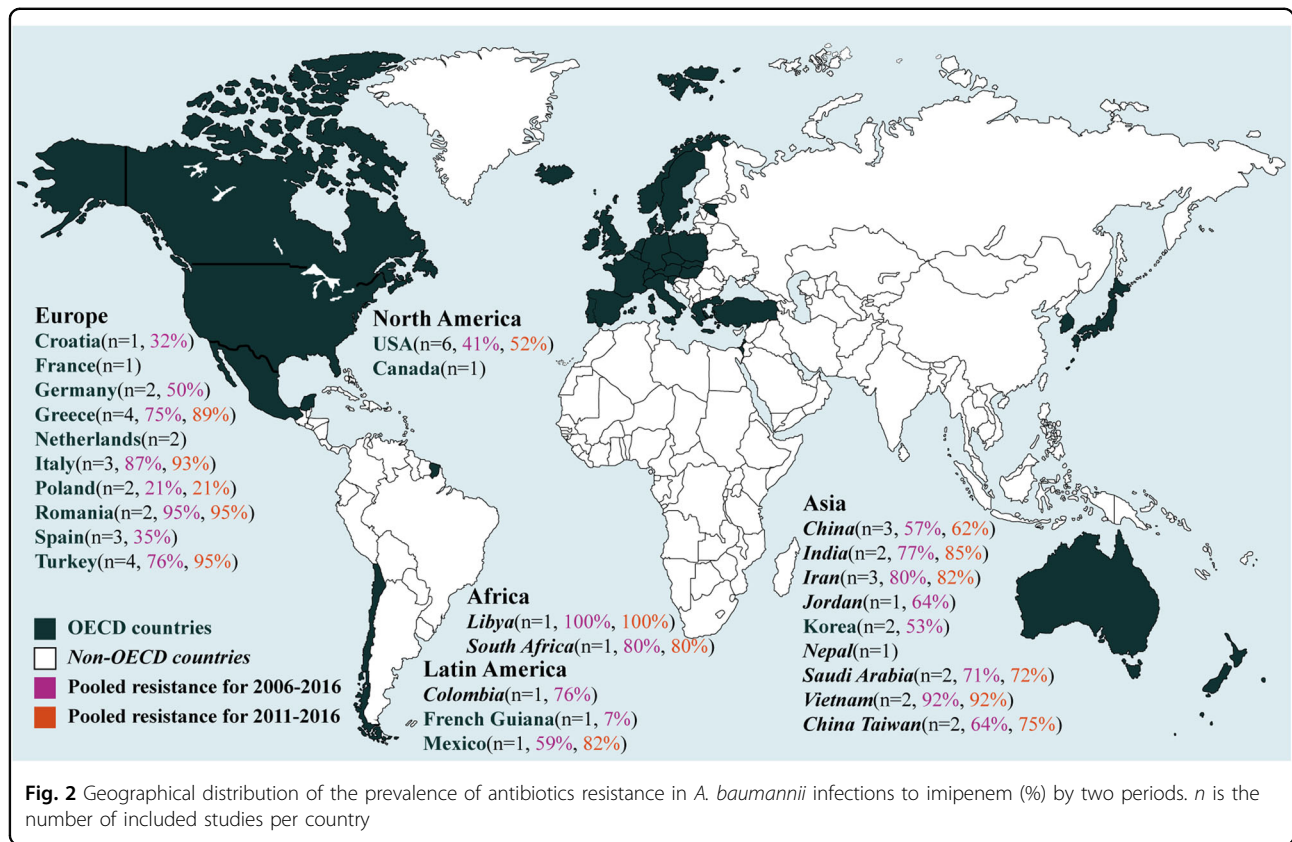 Europe
Croatia(n=1, 32%)
France(n=1)
Germany(n=2, 50%)
Greece(n=4, 75%, 89%)
Netherlands(n=2)
Italy(n=3, 87%, 93%)
Poland(n=2, 21%, 21%)
Romania(n=2, 95%, 95%)
Spain(n=3, 35%)
Turkey(n=4, 76%, 95%)
North America
USA(n=6, 41%, 52%)
Canada(n=1)
OECD countries
Non-OECD countries
Pooled resistance for 2006-2016
Pooled resistance for 2011-2016
Africa
Libya(n=1, 100%, 100%)
South Africa(n=1, 80%, 80%)
Latin America
Colombia(n=1, 76%)
French Guiana(n=1, 7%)
Mexico(n=1, 59%, 82%)
Asia
China(n=3, 57%, 62%)
India(n=2, 77%, 85%)
Iran(n=3, 80%, 82%)
Jordan(n=1, 64%)
Korea(n=2, 53%)
Nepal(n=1)
Saudi Arabia(n=2, 71%, 72%)
Vietnam(n=2, 92%, 92%)
China Taiwan(n=2, 64%, 75%)
Fig. 2 Geographical distribution of the prevalence of antibiotics resistance in A. baumannii infections to imipenem (%) by two periods. n is the
number of included studies per country